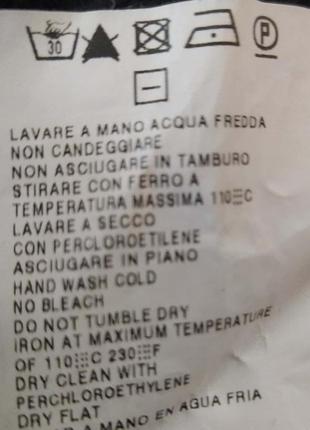 30 P
LAVARE A MANO ACQUA FREDDA
NON CANDEGGIARE
NON ASCIUGARE IN TAMBURO
STIRARE CON FERRO A
TEMPERATURA MASSIMA 110 C
LAVARE A SECCO
CON PERCLOROETILENE
ASCIUGARE IN PIANO
HAND WASH COLD
NO BLEACH
DO NOT TUMBLE DRY
IRON AT MAXIMUM TEMPERATURE
OF 110 C 230 F
DRY CLEAN WITH
PERCHLOROETHYLENE
DRY FLAT
A MANO EN AGUA FRIA